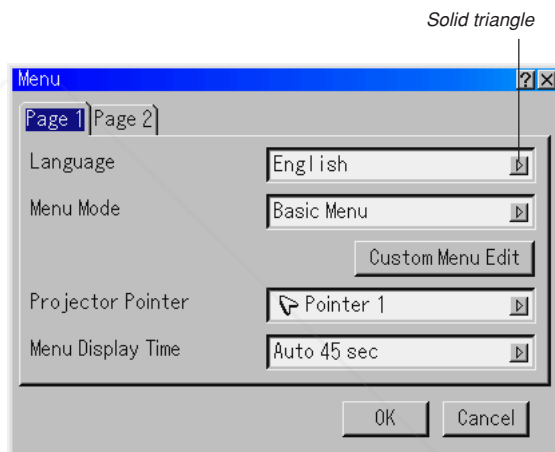 Solid triangle
Menu ? ×
Page 1 Page 2
Language English
Menu Mode Basic Menu
Custom Menu Edit
Projector Pointer Pointer 1
Menu Display Time Auto 45 sec
OK Cancel